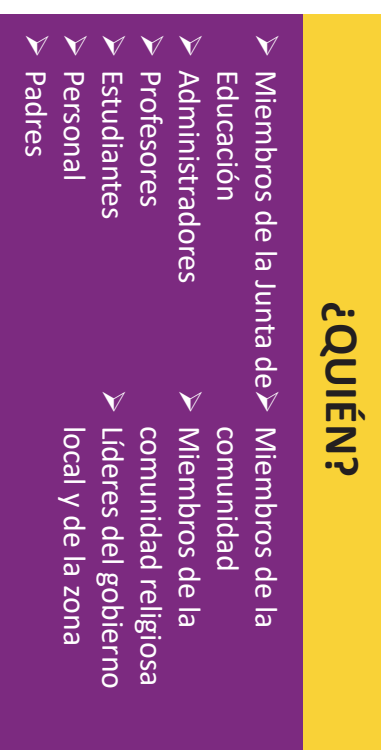 ¿QUIÉN?
➢ Miembros de la Junta de
Educación
➢ Administradores
➢ Profesores
➢ Estudiantes
➢ Personal
➢ Padres
➢ Miembros de la
comunidad
➢ Miembros de la
comunidad religiosa
➢ Líderes del gobierno
local y de la zona